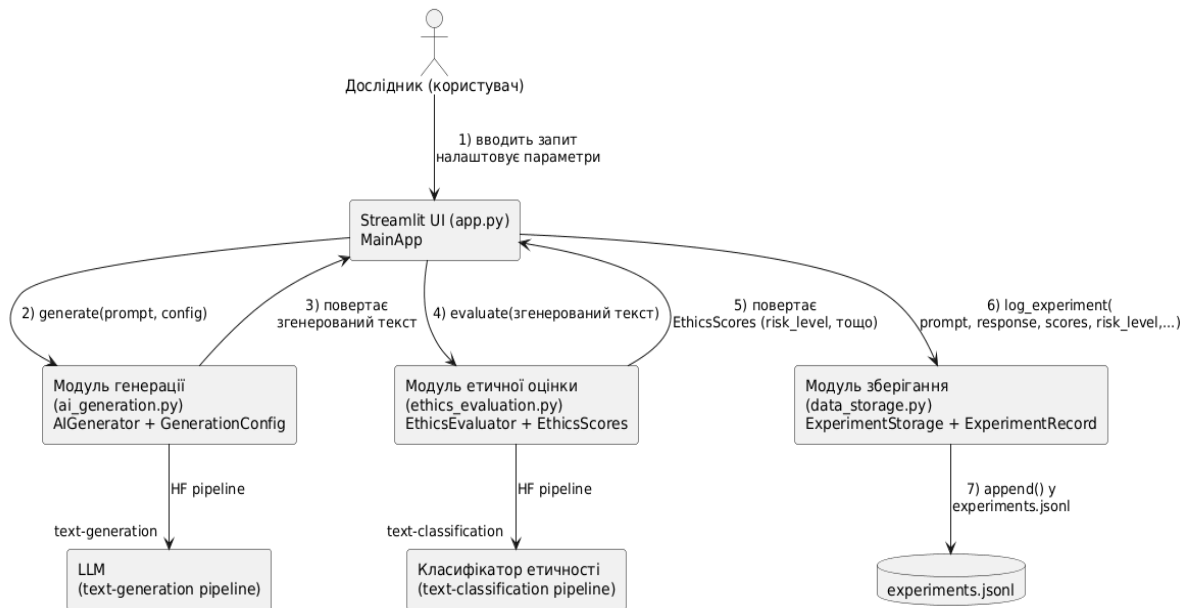 Дослідник (користувач)
1) вводить запит
налаштовує параметри
Streamlit UI (app.py)
MainApp
2) generate(prompt, config)
3) повертає
згенерований текст
4) evaluate(згенерований текст)
5) повертає
EthicsScores (risk_level, тощо)
6) log_experiment(
prompt, response, scores, risk_level,...)
Модуль генерації
(ai_generation.py)
AIGenerator + GenerationConfig
Модуль етичної оцінки
(ethics_evaluation.py)
EthicsEvaluator + EthicsScores
Модуль зберігання
(data_storage.py)
ExperimentStorage + ExperimentRecord
HF pipeline
text-generation
HF pipeline
text-classification
7) append() у
experiments.jsonl
LLM
(text-generation pipeline)
Класифікатор етичності
(text-classification pipeline)
experiments.jsonl